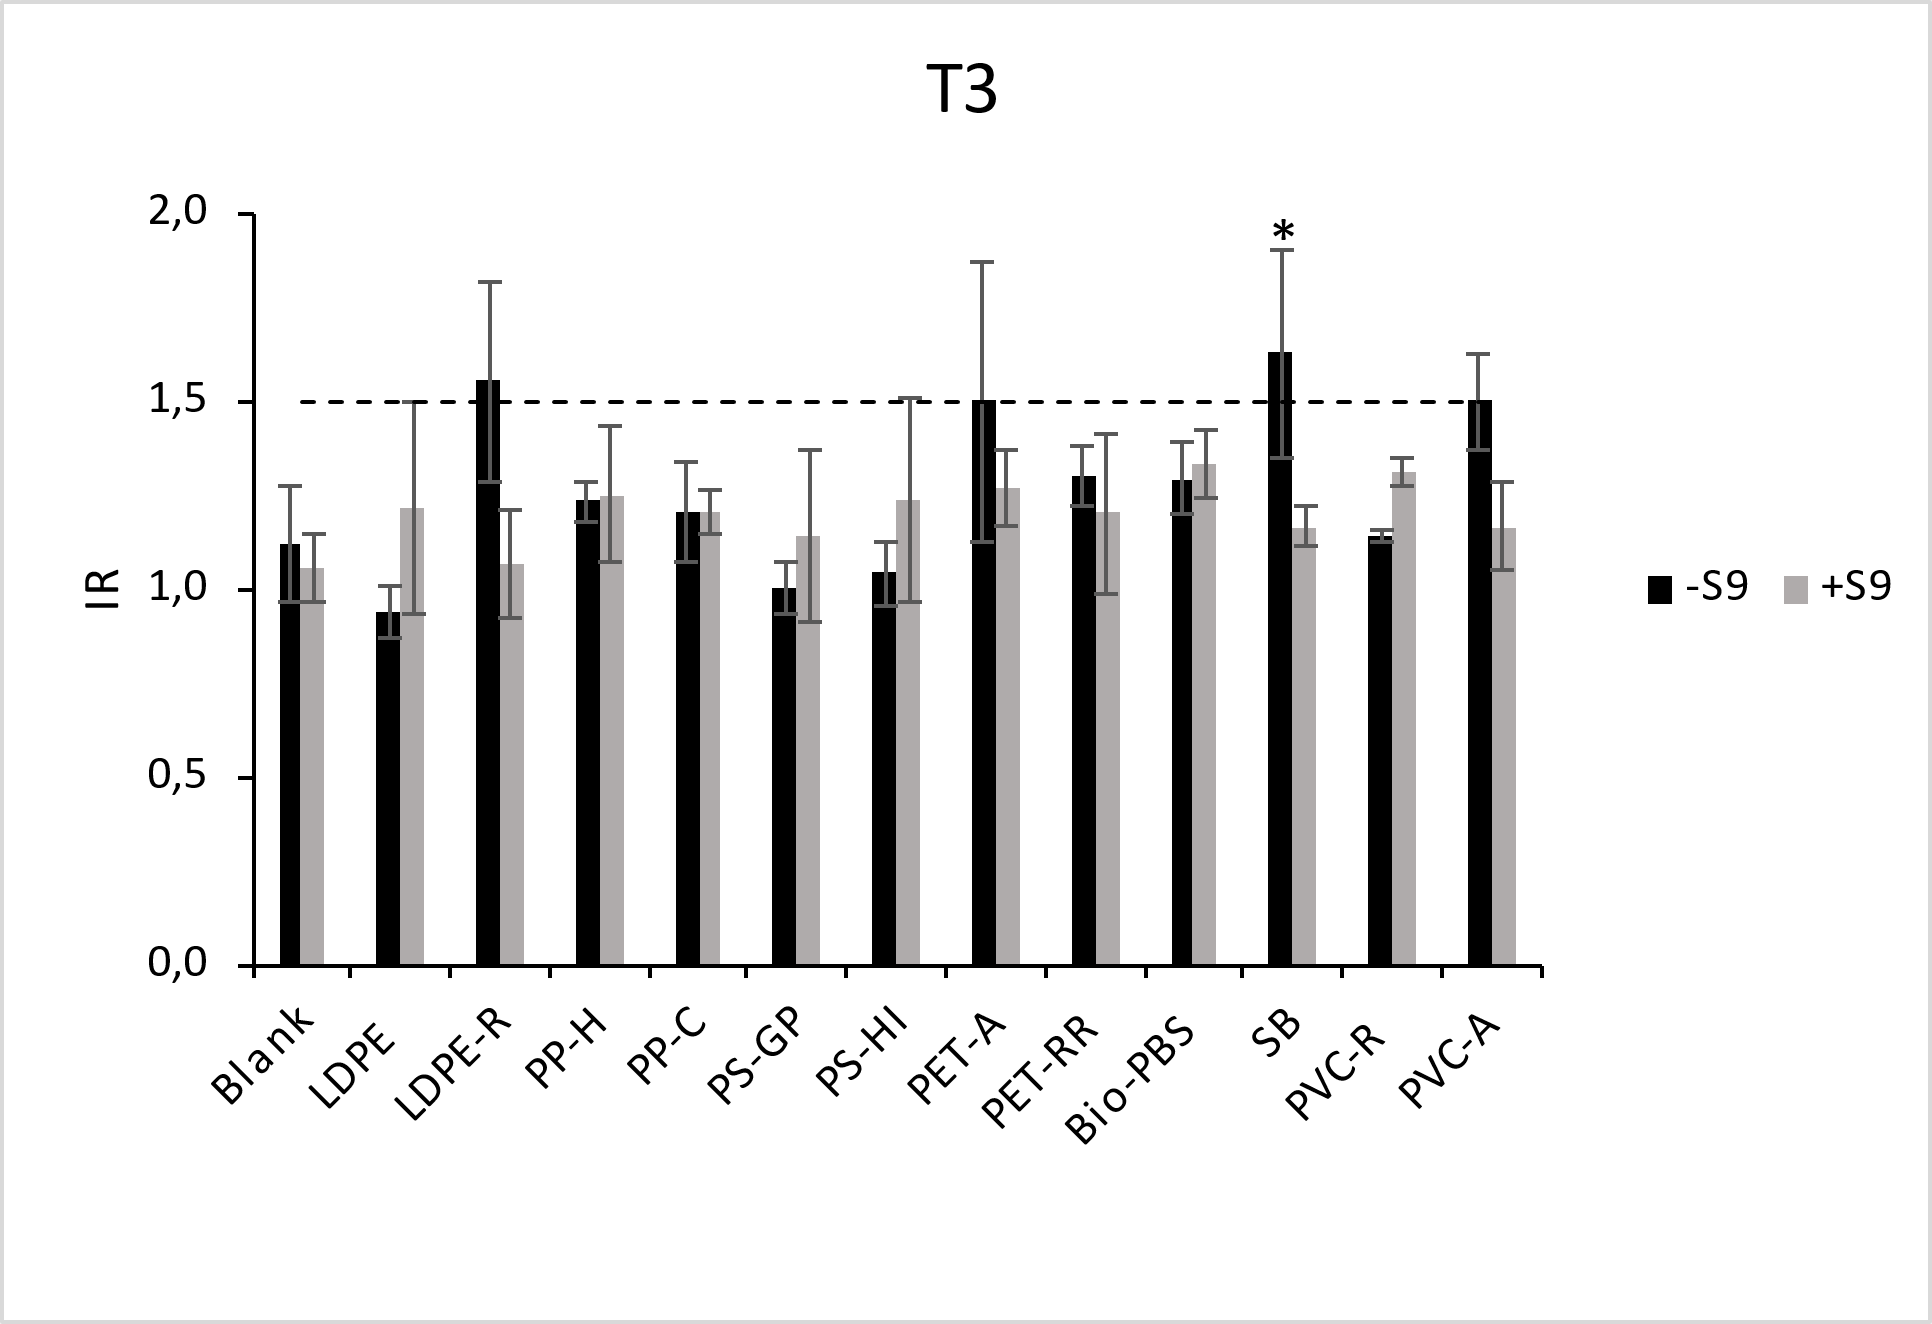 T3
2,0
*
1,5
1,0
0,5
0,0
IR
Blank
LDPE
LDPE-R
PP-H
PP-C
PS-GP
PS-HI
PET-A
PET-RR
Bio-PBS
SB
PVC-R
PVC-A
-S9
+S9